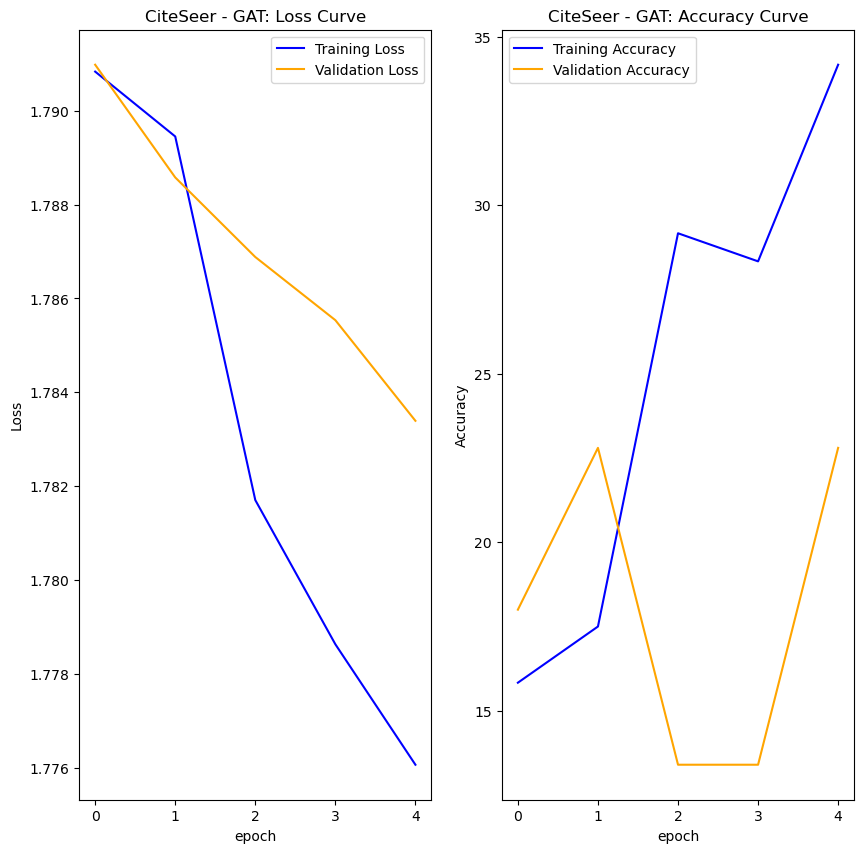 CiteSeer - GAT: Loss Curve
Training Loss
Validation Loss
1.790
1.788
1.786
1.784
1.782
1.780
1.778
1.776
Loss
0 1 2 3 4
epoch
CiteSeer - GAT: Accuracy Curve
Training Accuracy
Validation Accuracy
35
30
25
20
15
Accuracy
0 1 2 3 4
epoch